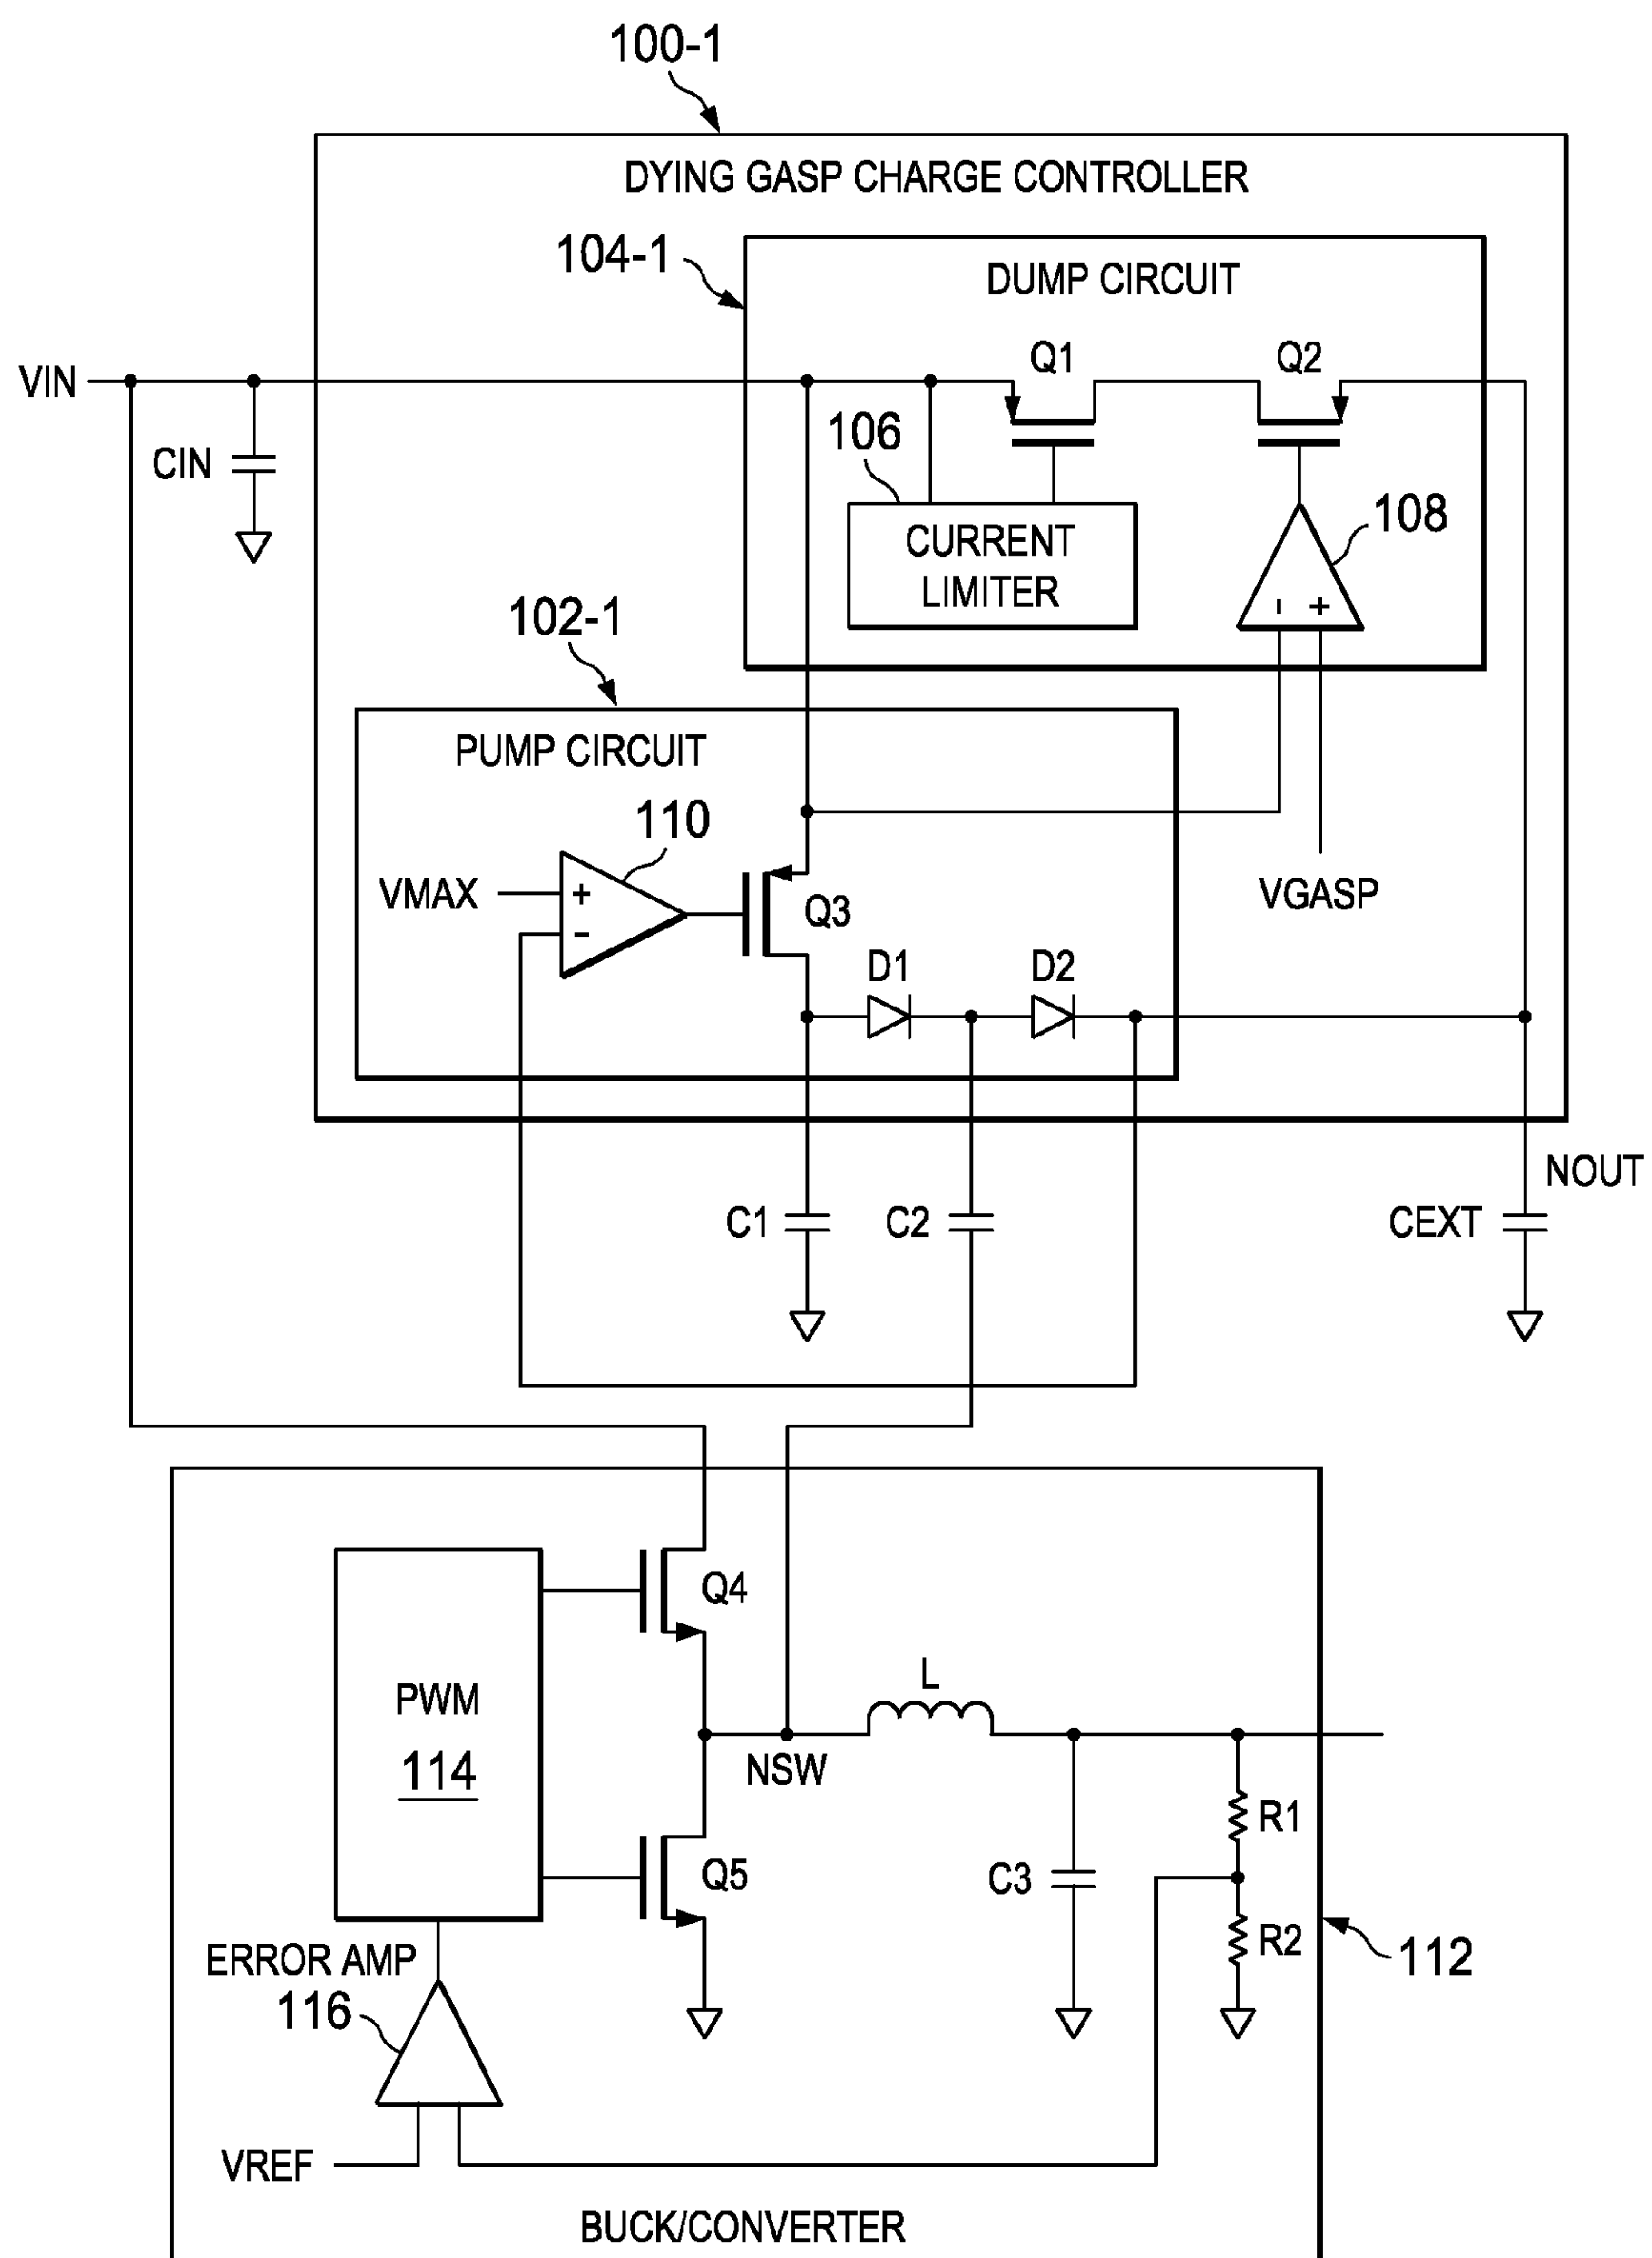 100-1
DYING GASP CHARGE CONTROLLER
104-1
DUMP CIRCUIT
VIN
Q1
Q2
CIN
106
108
CURRENT
LIMITER
- +
102-1
PUMP CIRCUIT
110
VMAX
+
-
Q3
VGASP
D1
D2
NOUT
C1
C2
CEXT
Q4
L
PWM
114
NSW
R1
Q5
C3
R2
ERROR AMP
116
112
VREF
BUCK/CONVERTER